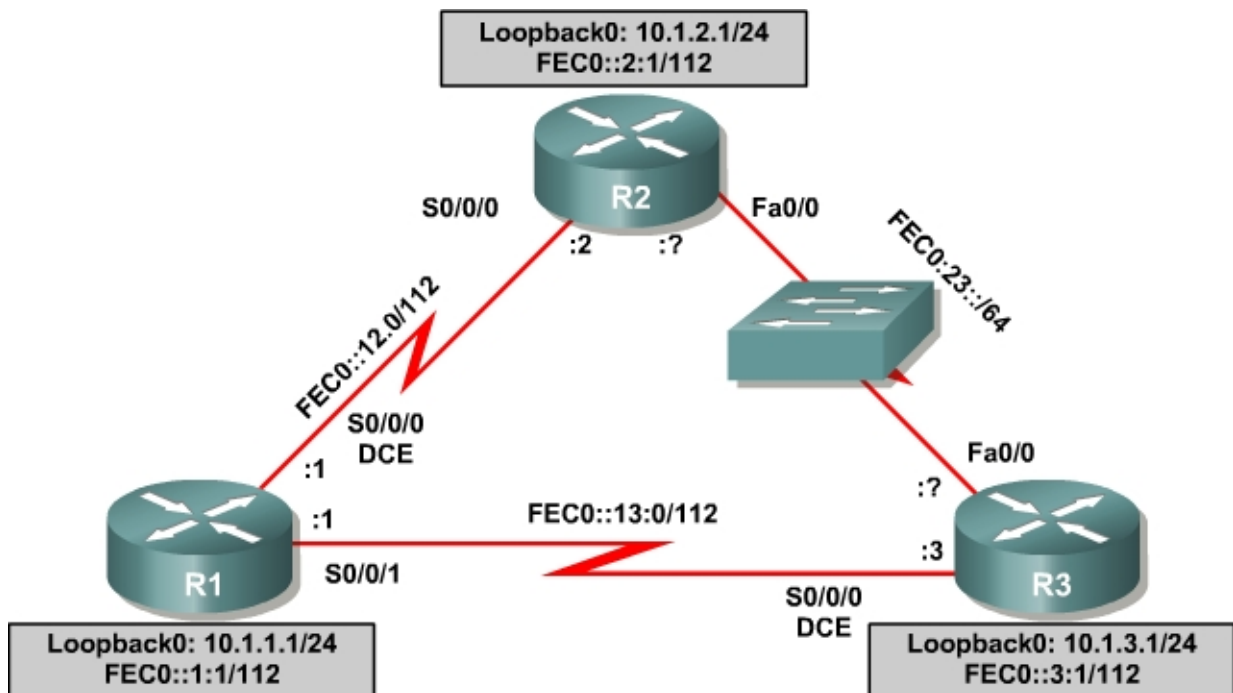 Loopback0: 10.1.2.1/24
FEC0::2:1/112
R2
S0/0/0
Fa0/0
:2
:?
FEC0:23::/64
FEC0::12.0/112
S0/0/0
DCE
:1
Fa0/0
:?
:1
FEC0::13:0/112
:3
R1
S0/0/1
S0/0/0
DCE
R3
Loopback0: 10.1.1.1/24
FEC0::1:1/112
Loopback0: 10.1.3.1/24
FEC0::3:1/112